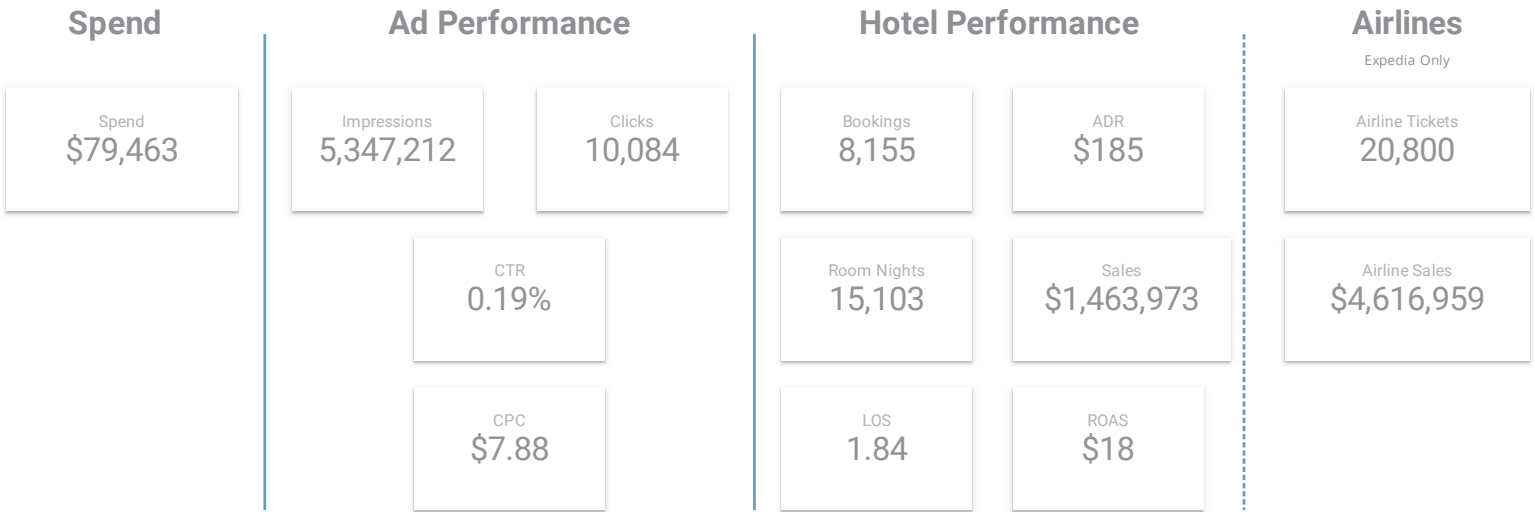 Spend
Ad Performance
Hotel Performance
Airlines
Expedia Only
Spend
$79,463
Impressions
5,347,212
Clicks
10,084
CTR
0.19%
CPC
$7.88
Bookings
8,155
ADR
$185
Room Nights
15,103
Sales
$1,463,973
LOS
1.84
ROAS
$18
Airline Tickets
20,800
Airline Sales
$4,616,959